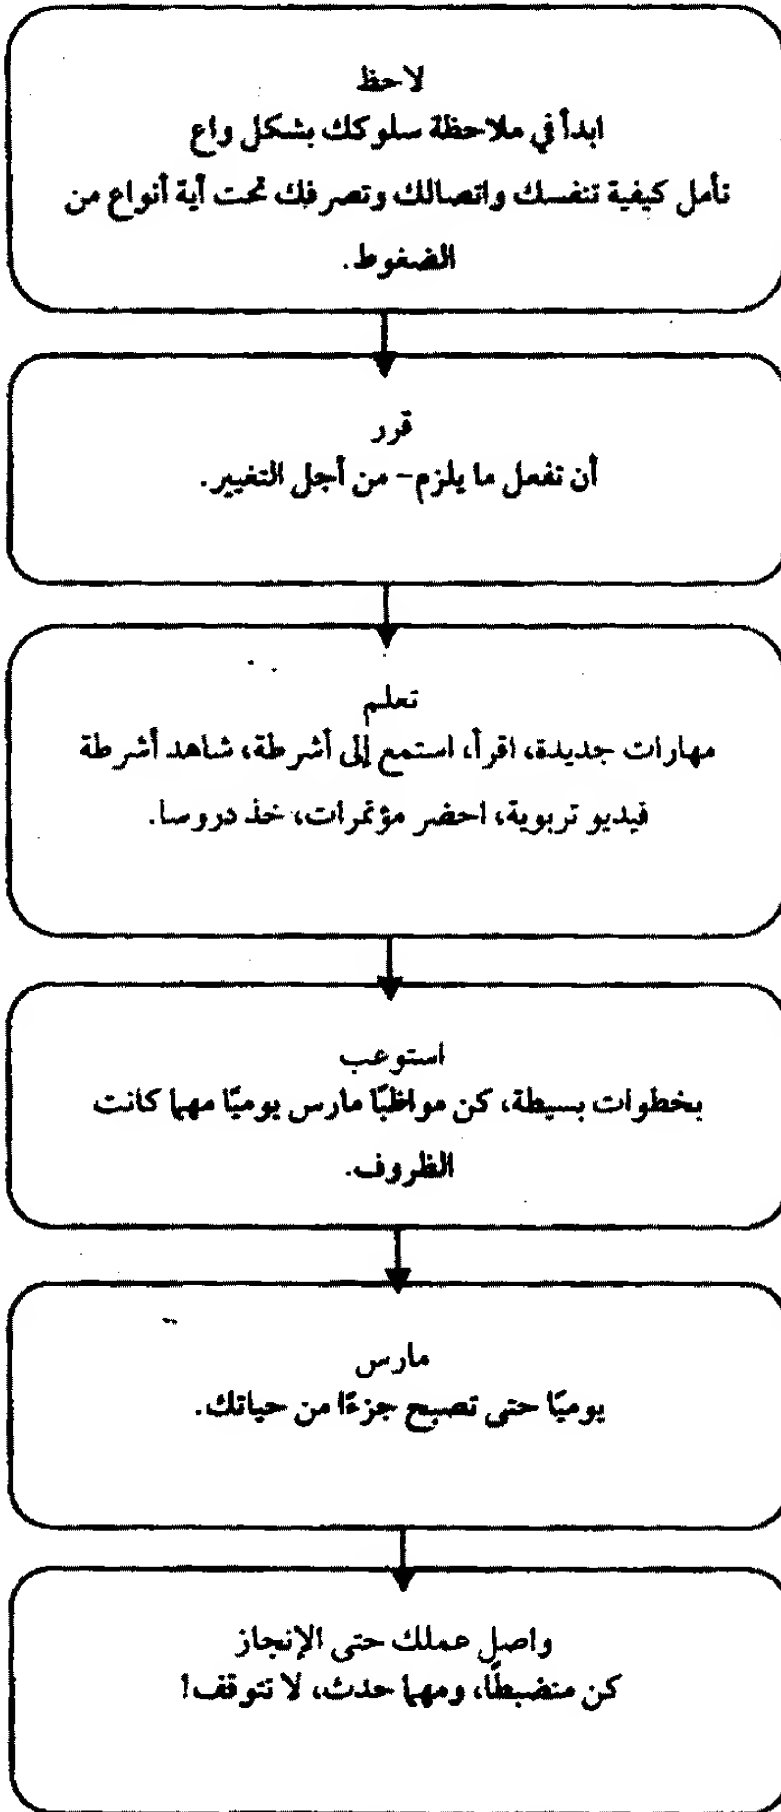 لاحظ
ابدأ في ملاحظة سلوكك بشكل واع
تأمل كيفية تنفسك واتصالك وتصرفك تحت أية أنواع من
الضغوط.
قرر
أن تفعل ما يلزم- من أجل التغيير.
تعلم
مهارات جديدة، اقرأ، استمع إلى أشرطة، شاهد أشرطة
فيديو تربوية، احضر مؤتمرات، خذ دروسا.
استوعب
بخطوات بسيطة، كن مواظبًا مارس يوميًا مهما كانت
الظروف.
مارس
يوميًا حتى تصبح جزءًا من حياتك.
واصل عملك حتى الإنجاز
كن منضبطًا، ومهما حدث، لا تتوقف!